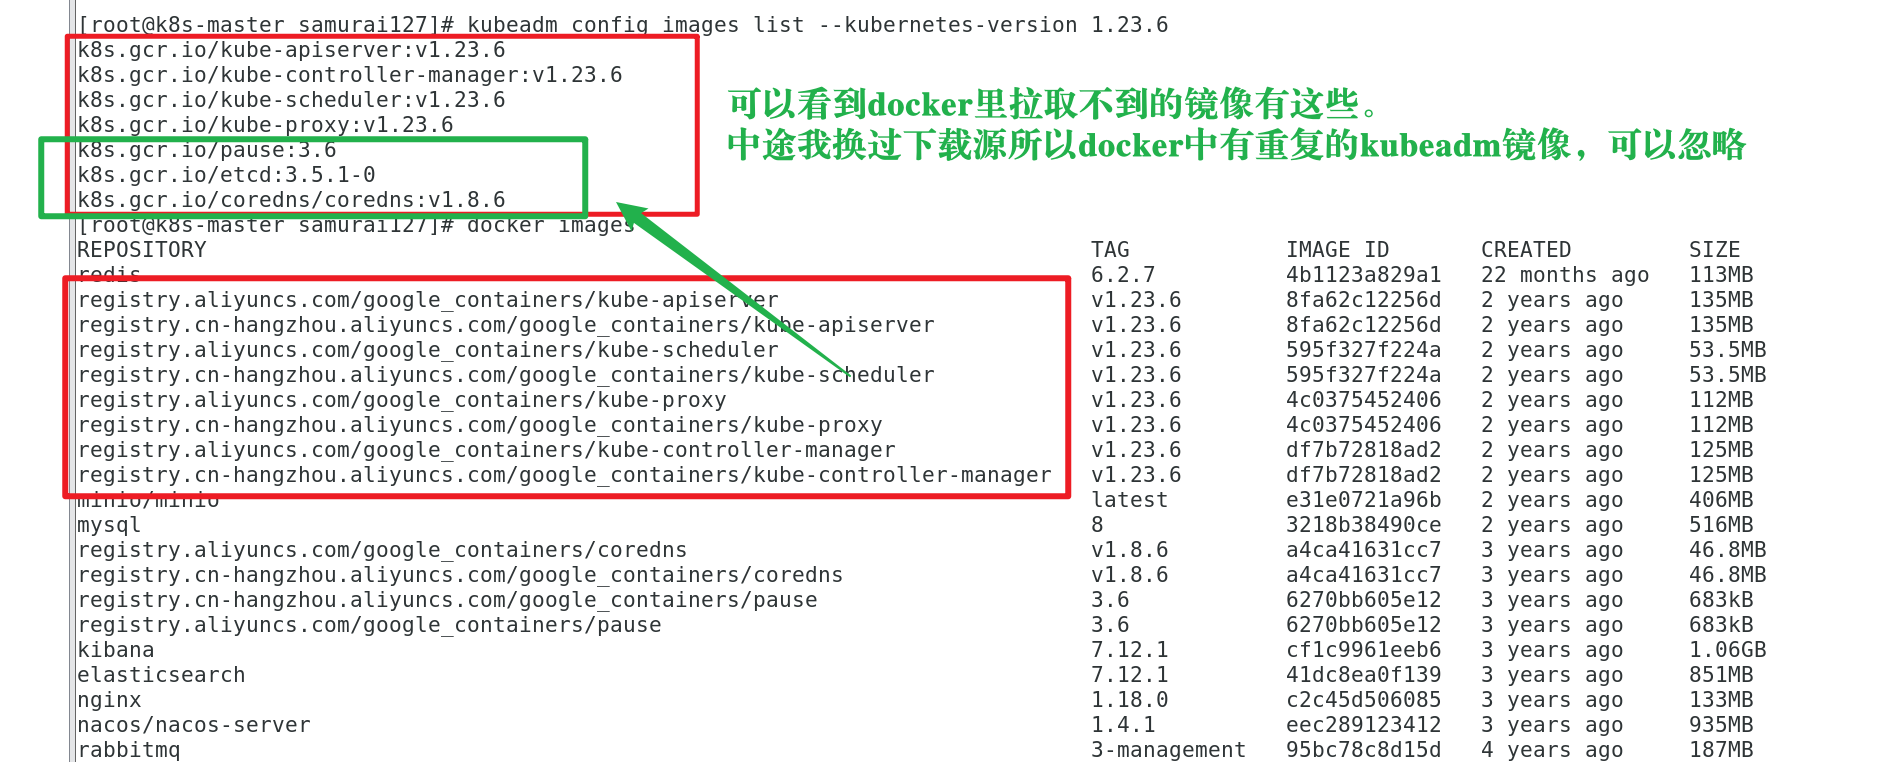 [root@k8s-master samurai127]# kubeadm config images list --kubernetes-version 1.23.6
k8s.gcr.io/kube-apiserver:v1.23.6
k8s.gcr.io/kube-controller-manager:v1.23.6
k8s.gcr.io/kube-scheduler:v1.23.6
k8s.gcr.io/kube-proxy:v1.23.6
k8s.gcr.io/pause:3.6
k8s.gcr.io/etcd:3.5.1-0
k8s.gcr.io/coredns/coredns:v1.8.6
可以看到docker里拉取不到的镜像有这些。
中途我换过下载源所以docker中有重复的kubeadm镜像，可以忽略
[root@k8s-master samurai127]# docker images
REPOSITORY TAG IMAGE ID CREATED SIZE
redis 6.2.7 4b1123a829a1 22 months ago 113MB
registry.aliyuncs.com/google_containers/kube-apiserver v1.23.6 8fa62c12256d 2 years ago 135MB
registry.cn-hangzhou.aliyuncs.com/google_containers/kube-apiserver v1.23.6 8fa62c12256d 2 years ago 135MB
registry.aliyuncs.com/google_containers/kube-scheduler v1.23.6 595f327f224a 2 years ago 53.5MB
registry.cn-hangzhou.aliyuncs.com/google_containers/kube-scheduler v1.23.6 595f327f224a 2 years ago 53.5MB
registry.aliyuncs.com/google_containers/kube-proxy v1.23.6 4c0375452406 2 years ago 112MB
registry.cn-hangzhou.aliyuncs.com/google_containers/kube-proxy v1.23.6 4c0375452406 2 years ago 112MB
registry.aliyuncs.com/google_containers/kube-controller-manager v1.23.6 df7b72818ad2 2 years ago 125MB
registry.cn-hangzhou.aliyuncs.com/google_containers/kube-controller-manager v1.23.6 df7b72818ad2 2 years ago 125MB
minio/minio latest e31e0721a96b 2 years ago 406MB
mysql 8 3218b38490ce 2 years ago 516MB
registry.aliyuncs.com/google_containers/coredns v1.8.6 a4ca41631cc7 3 years ago 46.8MB
registry.cn-hangzhou.aliyuncs.com/google_containers/coredns v1.8.6 a4ca41631cc7 3 years ago 46.8MB
registry.cn-hangzhou.aliyuncs.com/google_containers/pause 3.6 6270bb605e12 3 years ago 683kB
registry.aliyuncs.com/google_containers/pause 3.6 6270bb605e12 3 years ago 683kB
kibana 7.12.1 cf1c9961eeb6 3 years ago 1.06GB
elasticsearch 7.12.1 41dc8ea0f139 3 years ago 851MB
nginx 1.18.0 c2c45d506085 3 years ago 133MB
nacos/nacos-server 1.4.1 eec289123412 3 years ago 935MB
rabbitmq 3-management 95bc78c8d15d 4 years ago 187MB